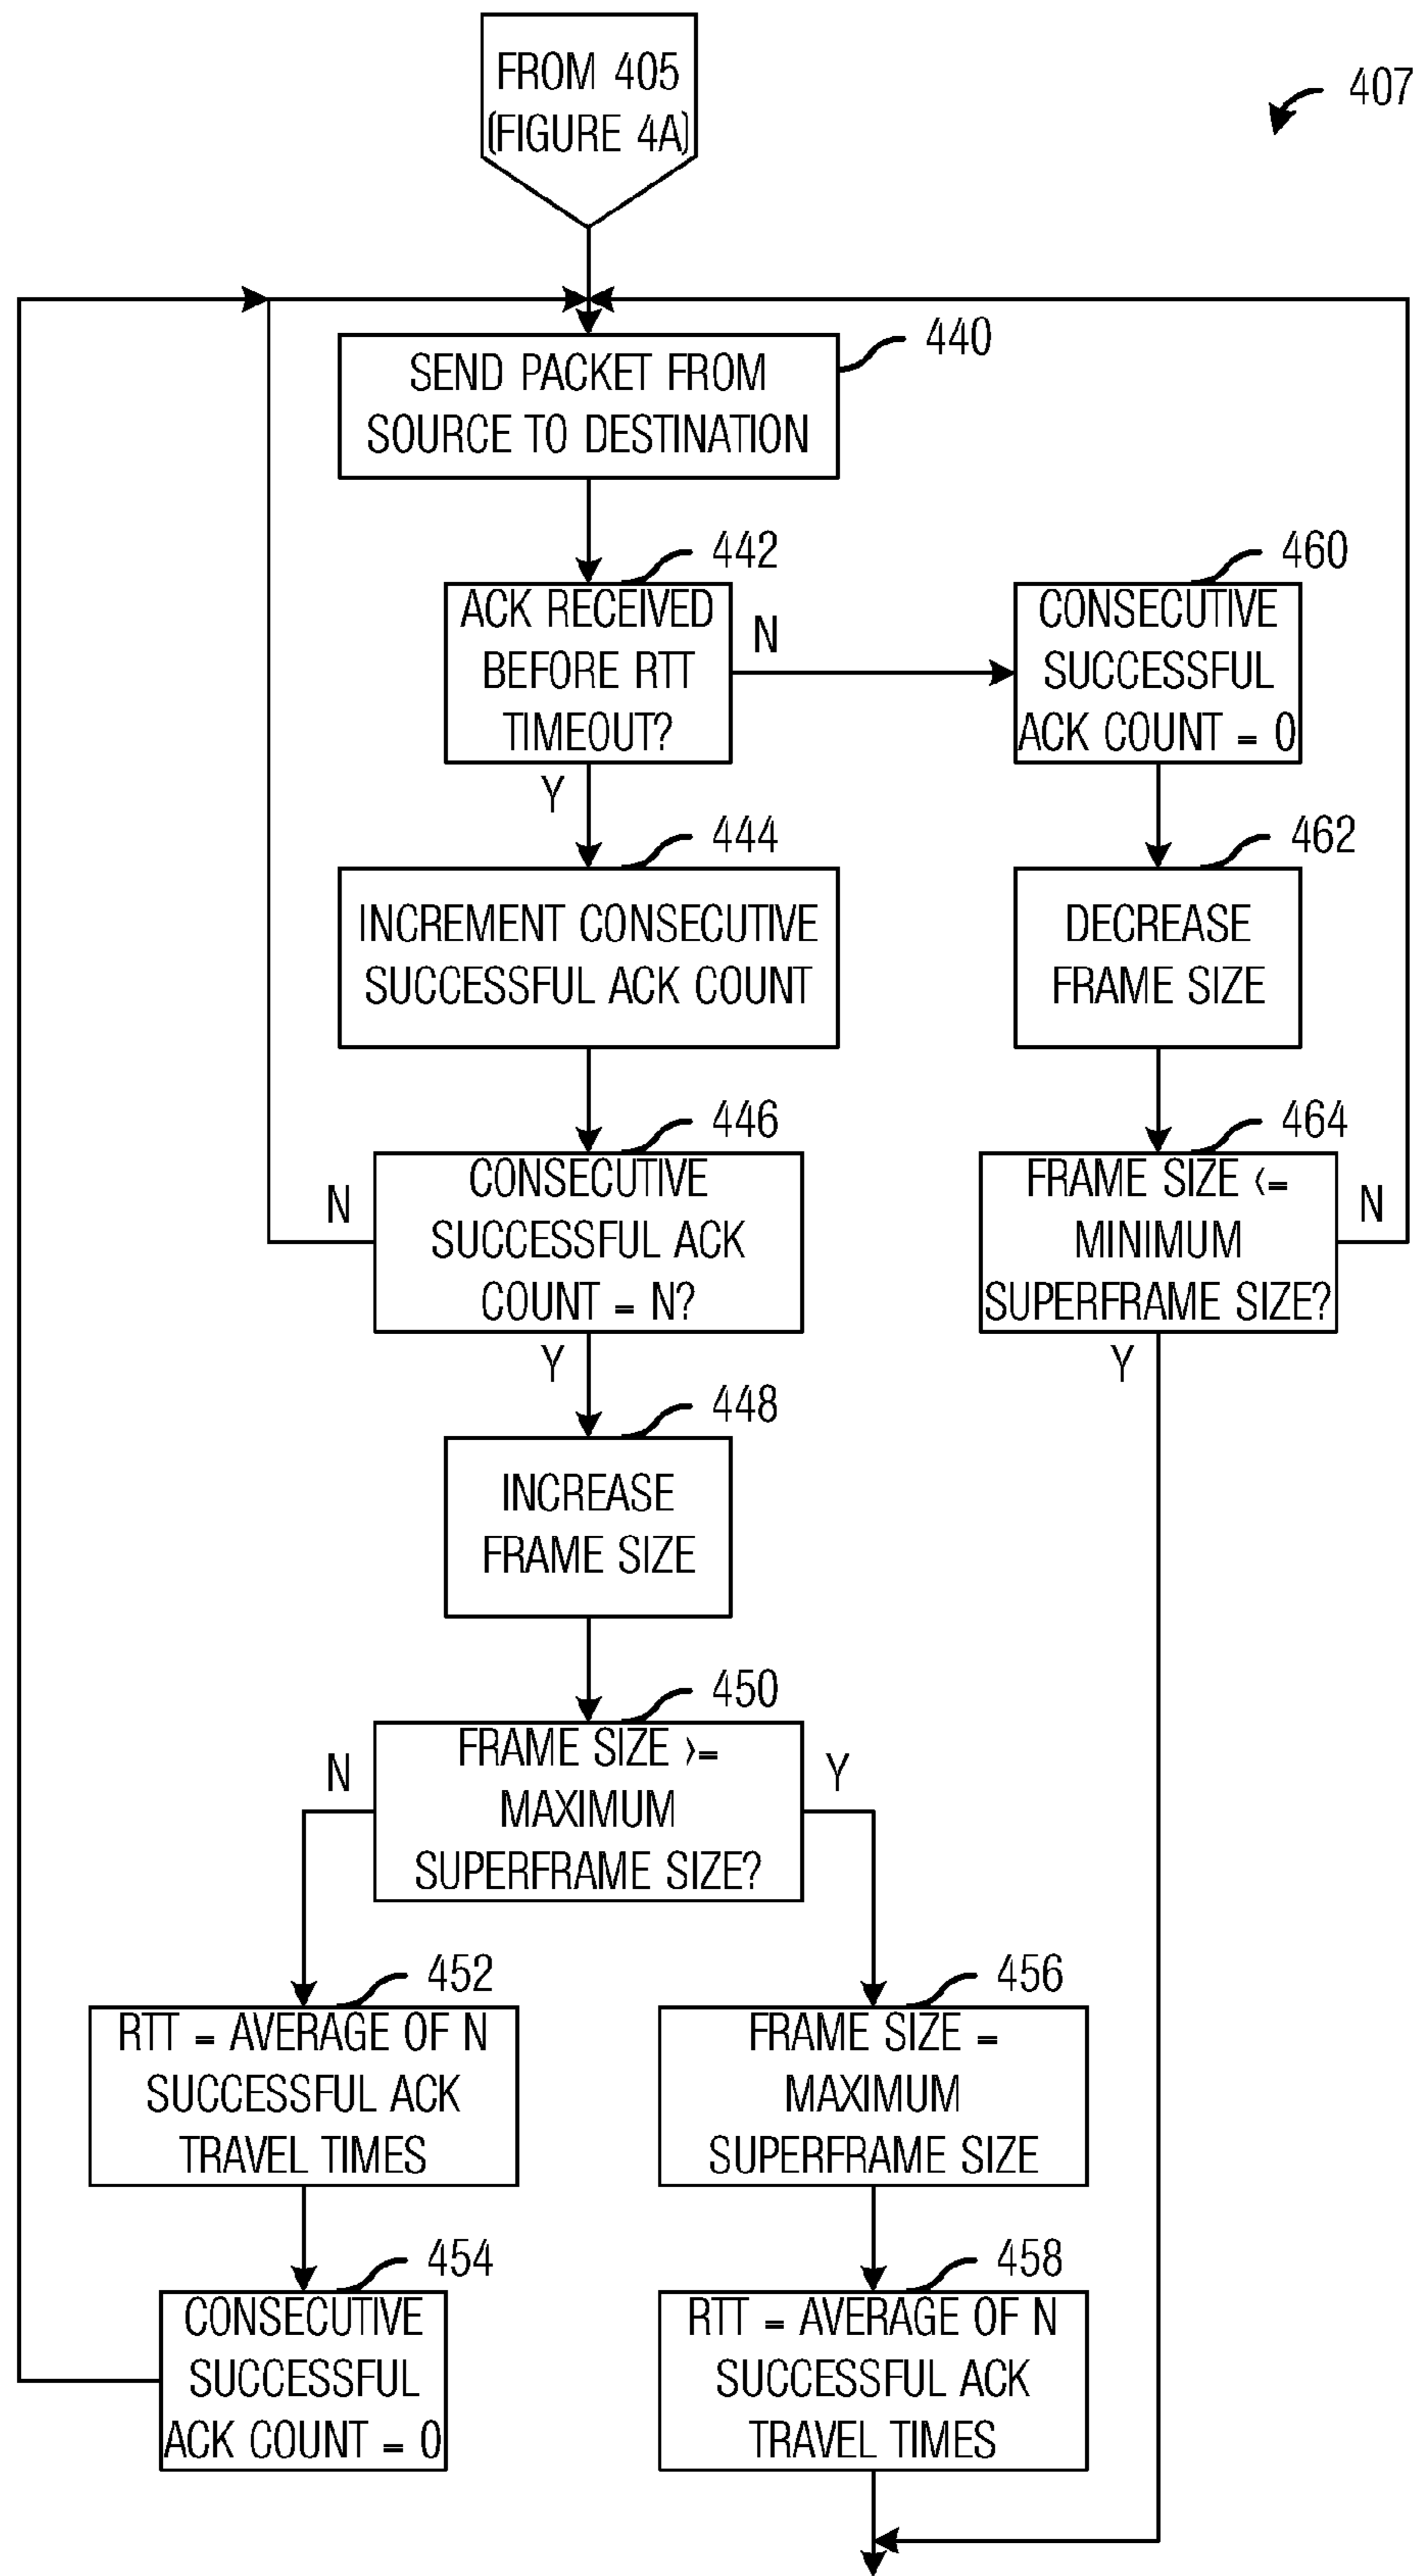 FROM 405
(FIGURE 4A)
407
440
SEND PACKET FROM
SOURCE TO DESTINATION
442
ACK RECEIVED
BEFORE RTT
TIMEOUT?
N
Y
460
CONSECUTIVE
SUCCESSFUL
ACK COUNT = 0
444
INCREMENT CONSECUTIVE
SUCCESSFUL ACK COUNT
462
DECREASE
FRAME SIZE
446
CONSECUTIVE
SUCCESSFUL ACK
COUNT = N?
N
Y
464
FRAME SIZE <=
MINIMUM
SUPERFRAME SIZE?
N
Y
448
INCREASE
FRAME SIZE
450
FRAME SIZE >=
MAXIMUM
SUPERFRAME SIZE?
N
Y
452
RTT = AVERAGE OF N
SUCCESSFUL ACK
TRAVEL TIMES
456
FRAME SIZE =
MAXIMUM
SUPERFRAME SIZE
454
CONSECUTIVE
SUCCESSFUL
ACK COUNT = 0
458
RTT = AVERAGE OF N
SUCCESSFUL ACK
TRAVEL TIMES